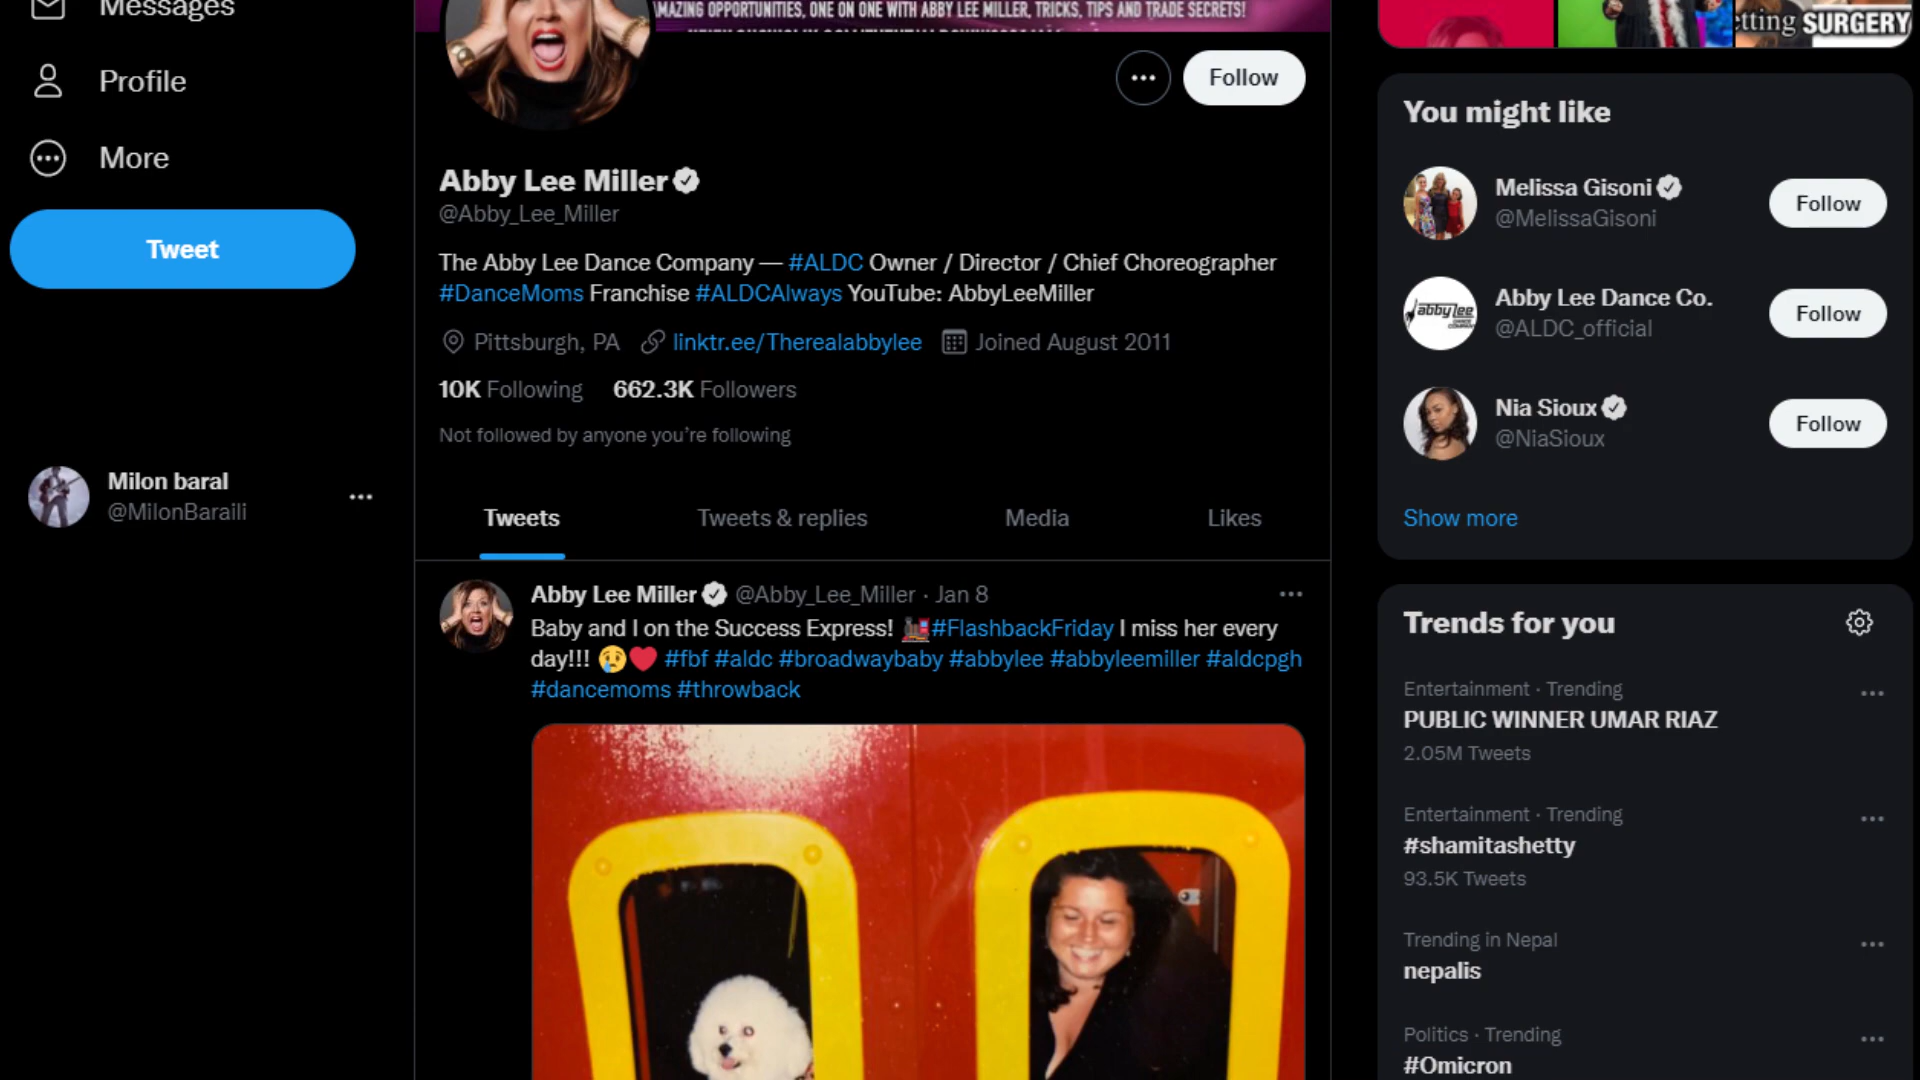 Messages
Profile
More
Tweet
Milon baral
@MilonBaraili
AMAZING OPPORTUNITIES, ONE ON ONE WITH ABBY LEE MILLER, TRICKS, TIPS AND TRADE SECRETS!
Follow
Abby Lee Miller
@Abby_Lee_Miller
The Abby Lee Dance Company — #ALDC Owner / Director / Chief Choreographer
#DanceMoms Franchise #ALDCAlways YouTube: AbbyLeeMiller
Pittsburgh, PA linktr.ee/Therealabbylee Joined August 2011
10K Following 662.3K Followers
Not followed by anyone you're following
Tweets Tweets & replies Media Likes
Abby Lee Miller @Abby_Lee_Miller · Jan 8
Baby and I on the Success Express! 🚂#FlashbackFriday I miss her every
day!!! 😢❤️ #fbf #aldc #broadwaybaby #abbylee #abbyleemiller #aldcpgh
#dancemoms #throwback
etting SURGERY
You might like
Melissa Gisoni
@MelissaGisoni
Follow
Abby Lee Dance Co.
@ALDC_official
Follow
abby lee
DANCE
COMPANY
Nia Sioux
@NiaSioux
Follow
Show more
Trends for you
Entertainment · Trending
PUBLIC WINNER UMAR RIAZ
2.05M Tweets
Entertainment · Trending
#shamitashetty
93.5K Tweets
Trending in Nepal
nepalis
Politics · Trending
#Omicron